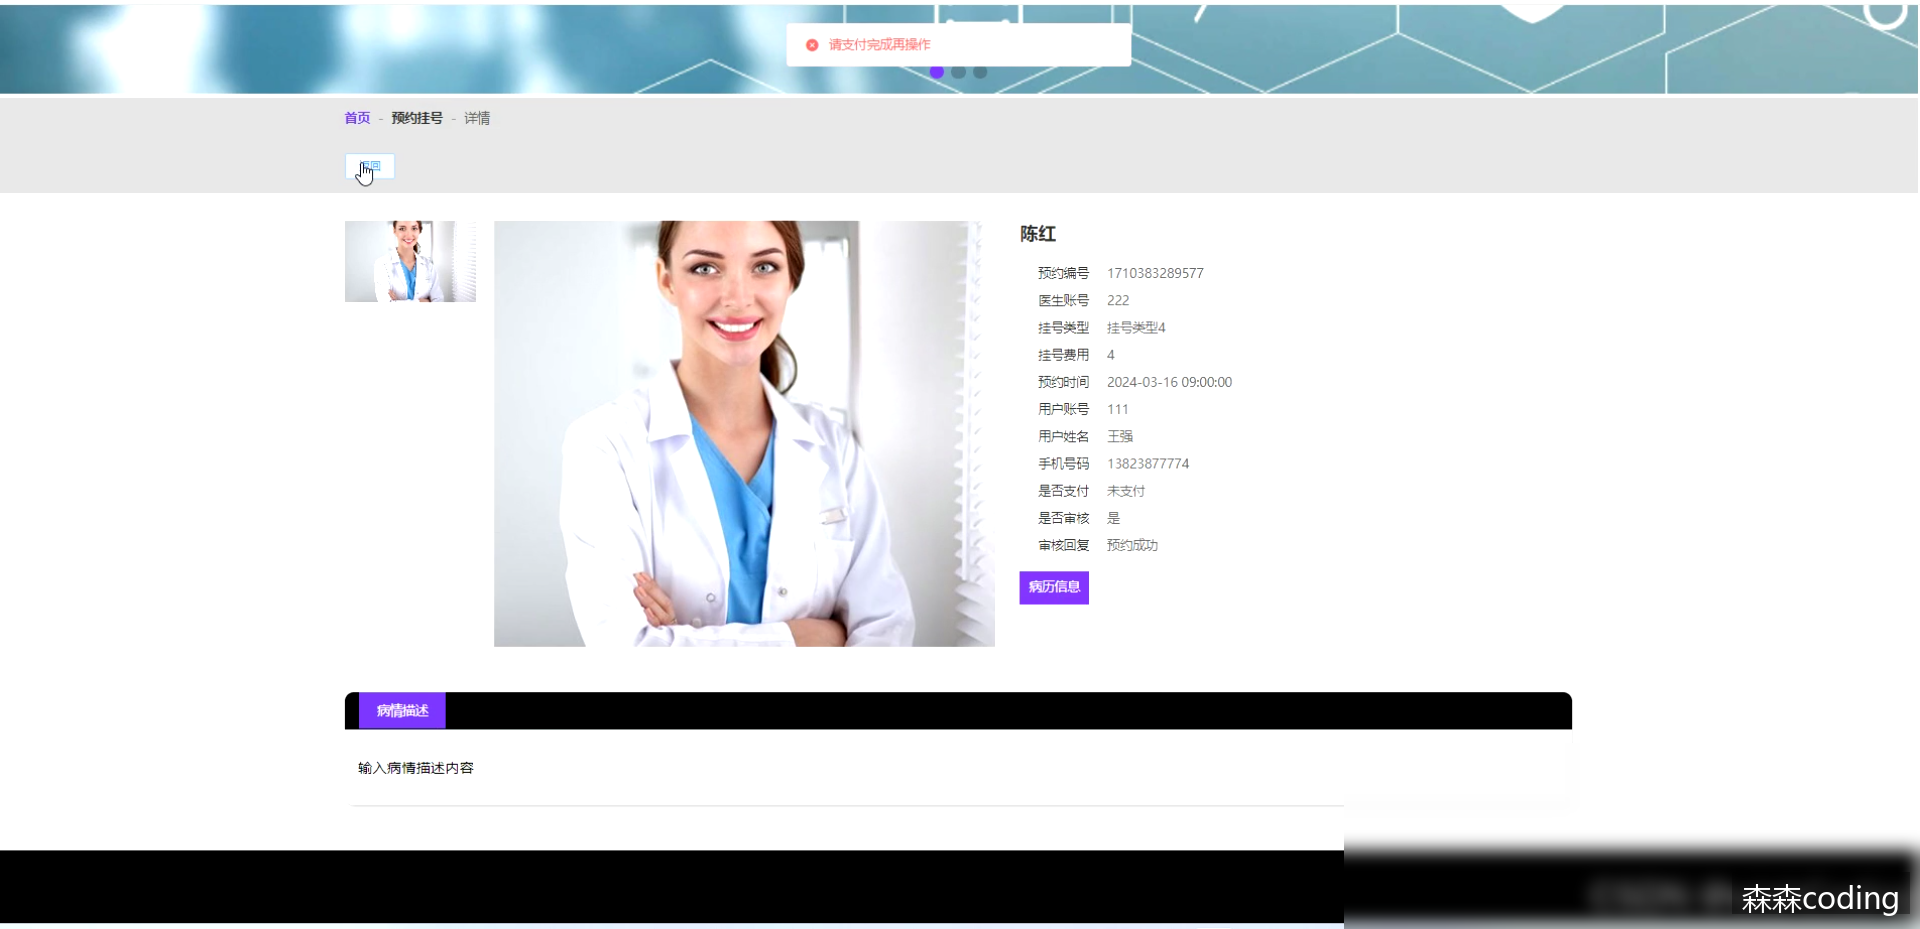 请支付完成再操作
首页 - 预约挂号 - 详情
陈红
预约编号 1710383289577
医生账号 222
挂号类型 挂号类型4
挂号费用 4
预约时间 2024-03-16 09:00:00
用户账号 111
用户姓名 王强
手机号码 13823877774
是否支付 未支付
是否审核 是
审核回复 预约成功
病历信息
病情描述
输入病情描述内容
森森coding